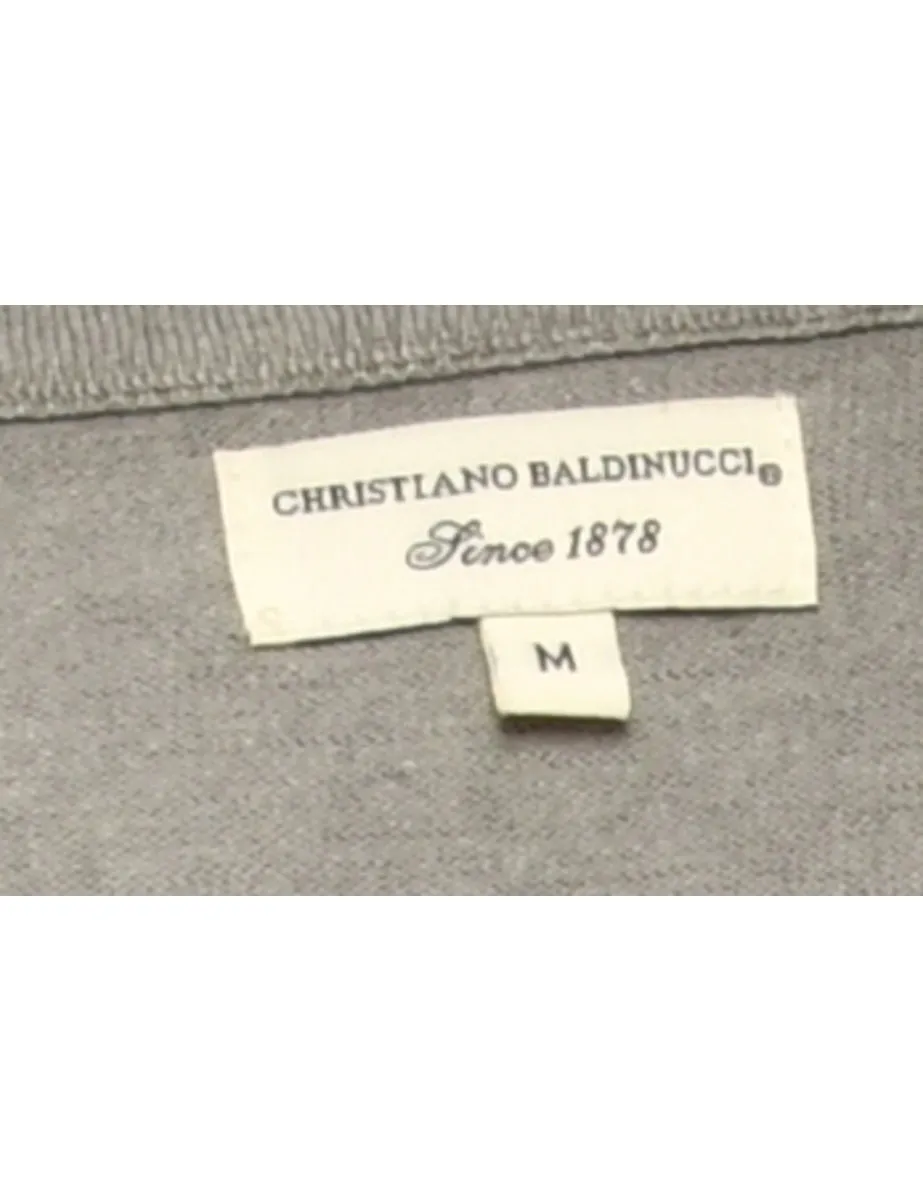 CHRISTIANO BALDINUCCI®
Since 1878
M